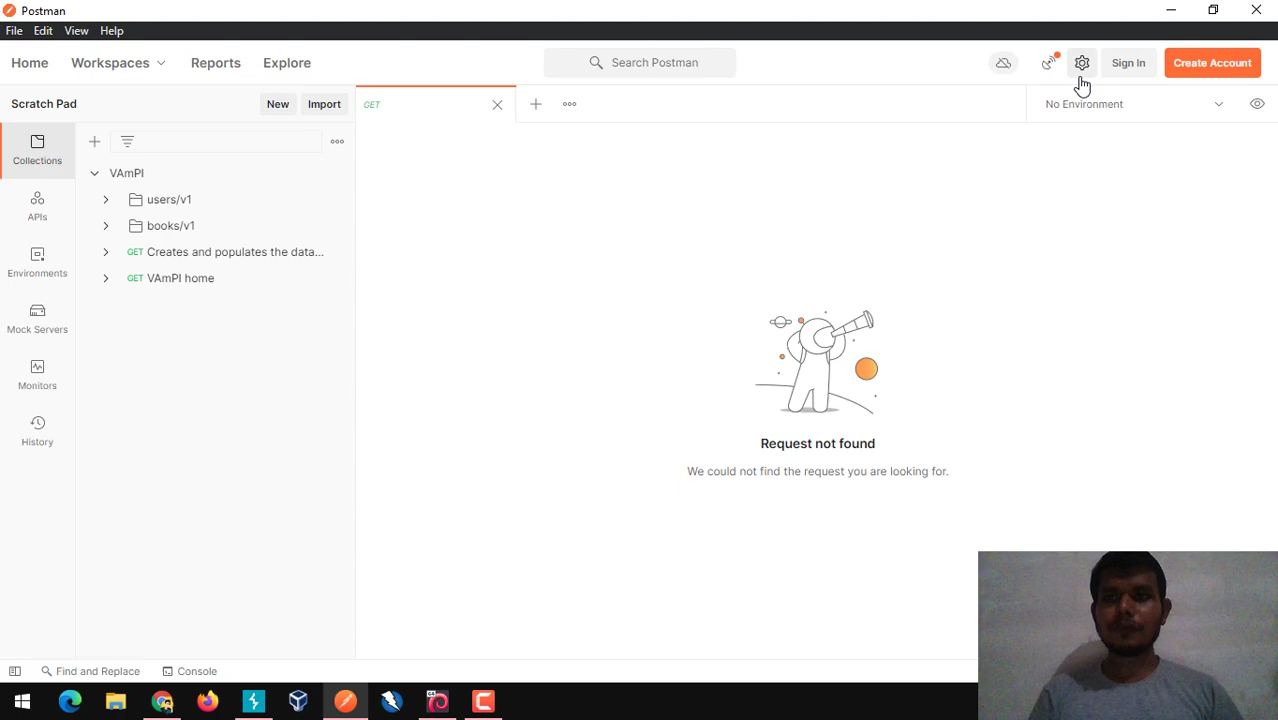 Postman
File Edit View Help
Home Workspaces Reports Explore Search Postman Sign In Create Account
Scratch Pad New Import GET No Environment
Collections
APIs
Environments
Mock Servers
Monitors
History
VAmPI
users/v1
books/v1
GET Creates and populates the data...
GET VAmPI home
Request not found
We could not find the request you are looking for.
Find and Replace Console